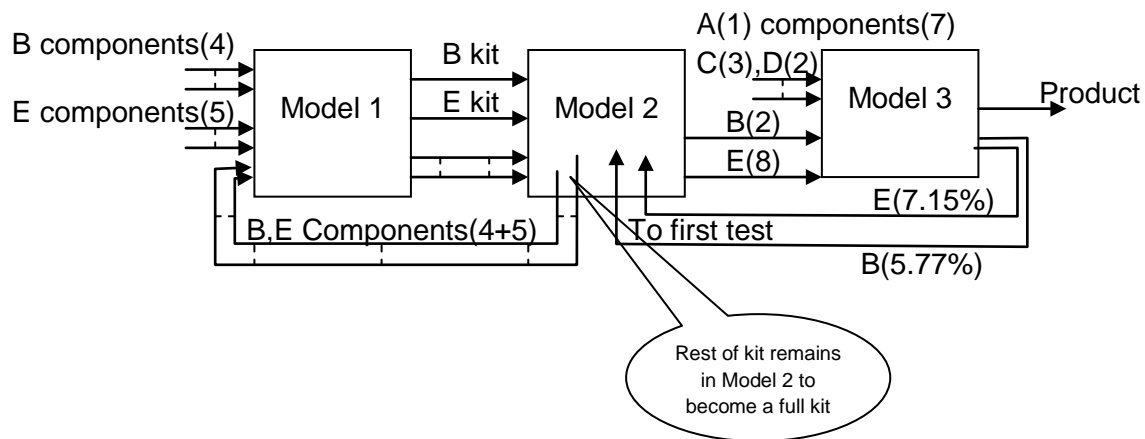 A(1) components(7)
B components(4)
B kit
C(3),D(2)
Model 1
E kit
Model 2
Model 3
Product
E components(5)
B(2)
E(8)
E(7.15%)
B,E Components(4+5)
To first test
B(5.77%)
Rest of kit remains
in Model 2 to
become a full kit